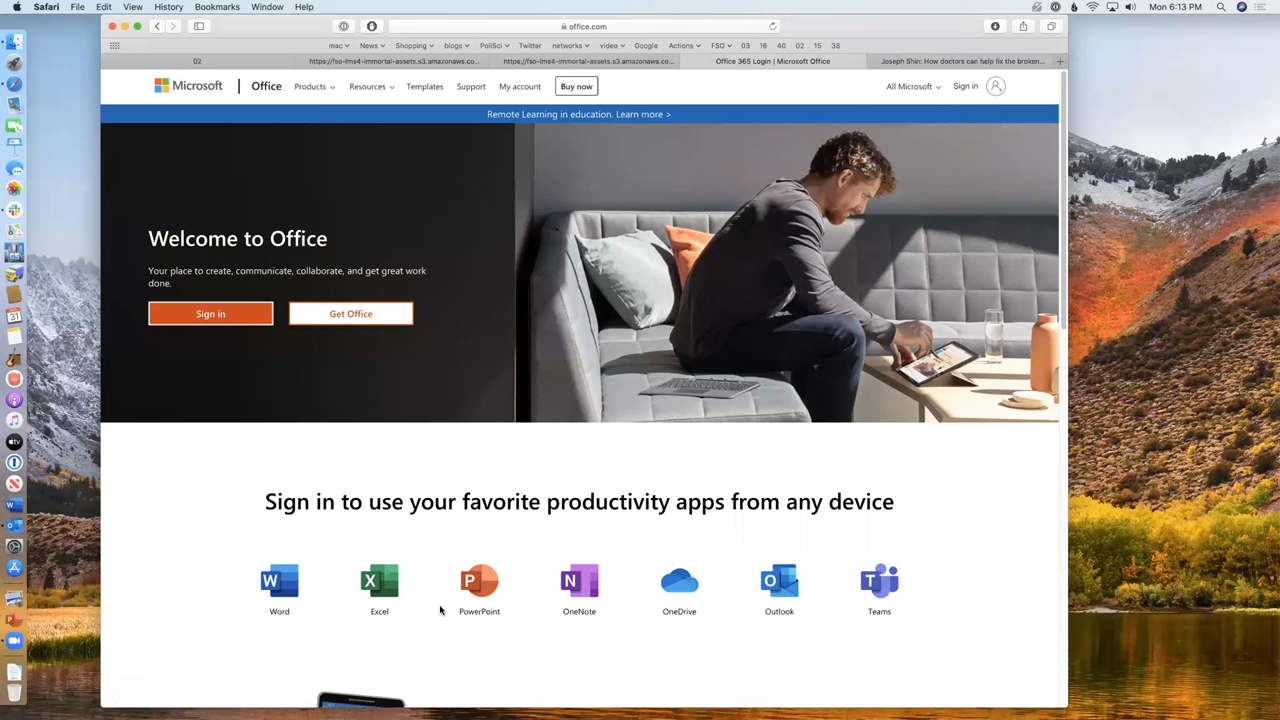 Safari File Edit View History Bookmarks Window Help Mon 6:13 PM
office.com
mac News Shopping blogs PoliSci Twitter networks video Google Actions FSO 03 16 40 02 15 38
02 https://fso-lms4-immortal-assets.s3.amazonaws.co... https://fso-lms4-immortal-assets.s3.amazonaws.co... Office 365 Login | Microsoft Office Joseph Shin: How doctors can help fix the broken...
Microsoft | Office Products Resources Templates Support My account Buy now All Microsoft Sign in
Remote Learning in education. Learn more >
Welcome to Office
Your place to create, communicate, collaborate, and get great work
done.
Sign in Get Office
Sign in to use your favorite productivity apps from any device
W X P N O T
Word Excel PowerPoint OneNote OneDrive Outlook Teams